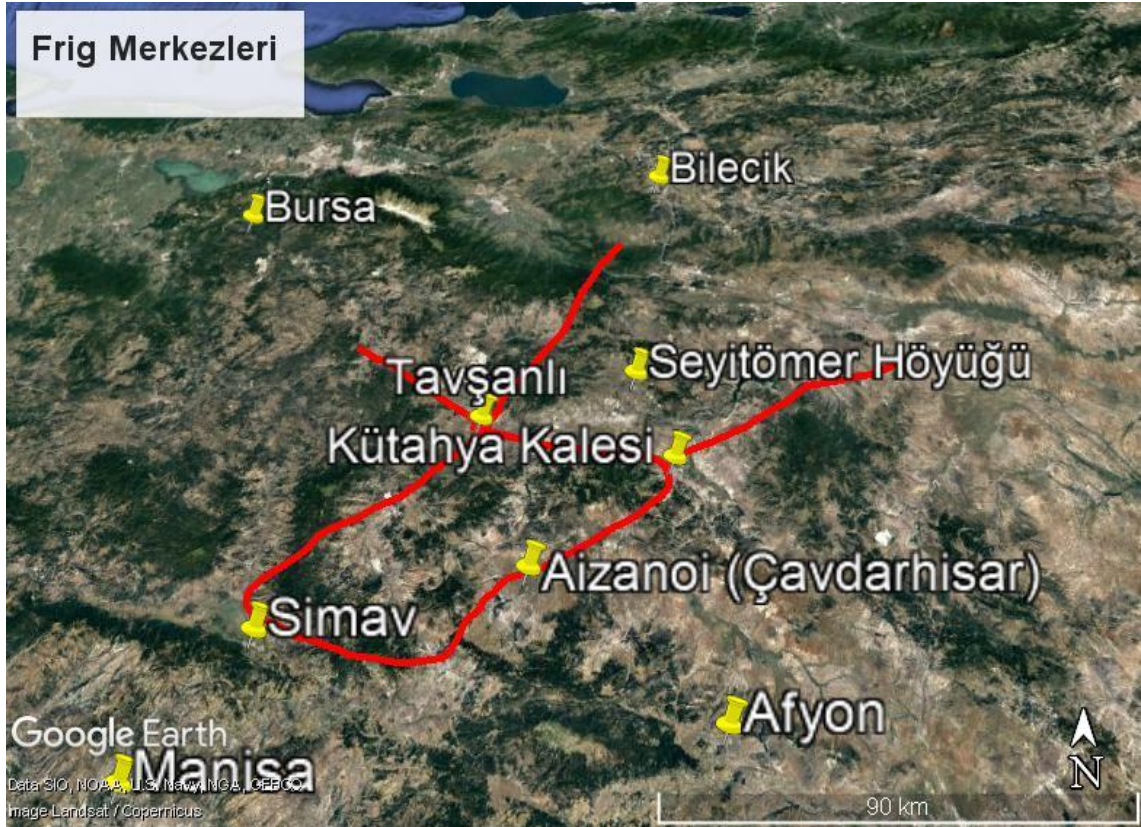 Frig Merkezleri
Bilecik
Bursa
Seyitömer Höyüğü
Tavşanlı
Kütahya Kalesi
Aizanoi (Çavdarhisar)
Simav
Afyon
Google Earth
Manisa
Data SIO, NOAA, U.S. Navy, NGA, GEBCO
Image Landsat / Copernicus
N
90 km